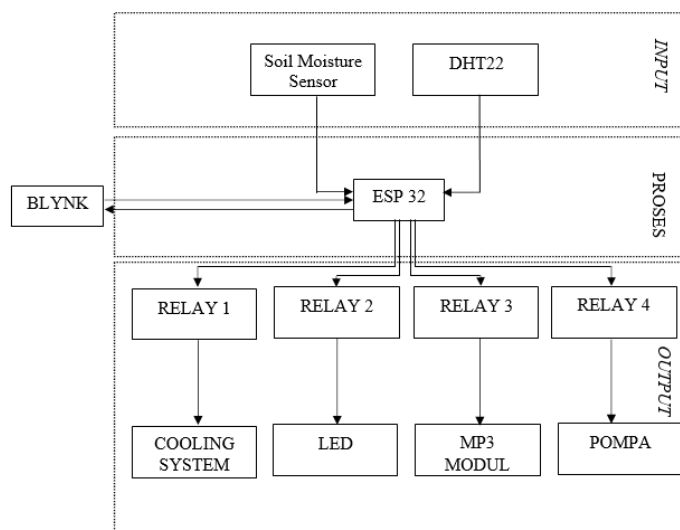 Soil Moisture
Sensor
DHT22
INPUT
BLYNK
ESP 32
PROSES
RELAY 1
RELAY 2
RELAY 3
RELAY 4
OUTPUT
COOLING
SYSTEM
LED
MP3
MODUL
POMPA